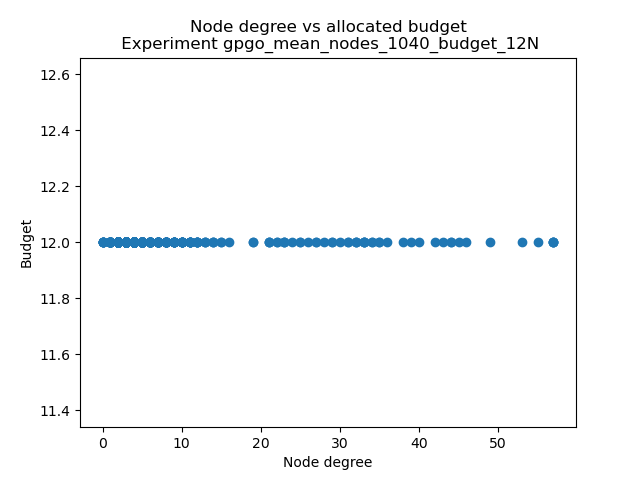 Node degree vs allocated budget
Experiment gpgo_mean_nodes_1040_budget_12N
12.6
12.4
12.2
12.0
11.8
11.6
11.4
Budget
0 10 20 30 40 50
Node degree